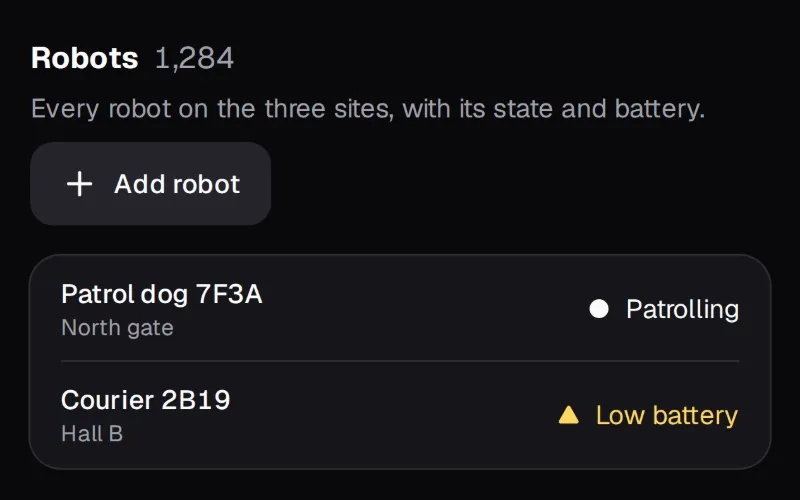 Robots 1,284
Every robot on the three sites, with its state and battery.
Add robot
Patrol dog 7F3A
North gate
Patrolling
Courier 2B19
Hall B
Low battery